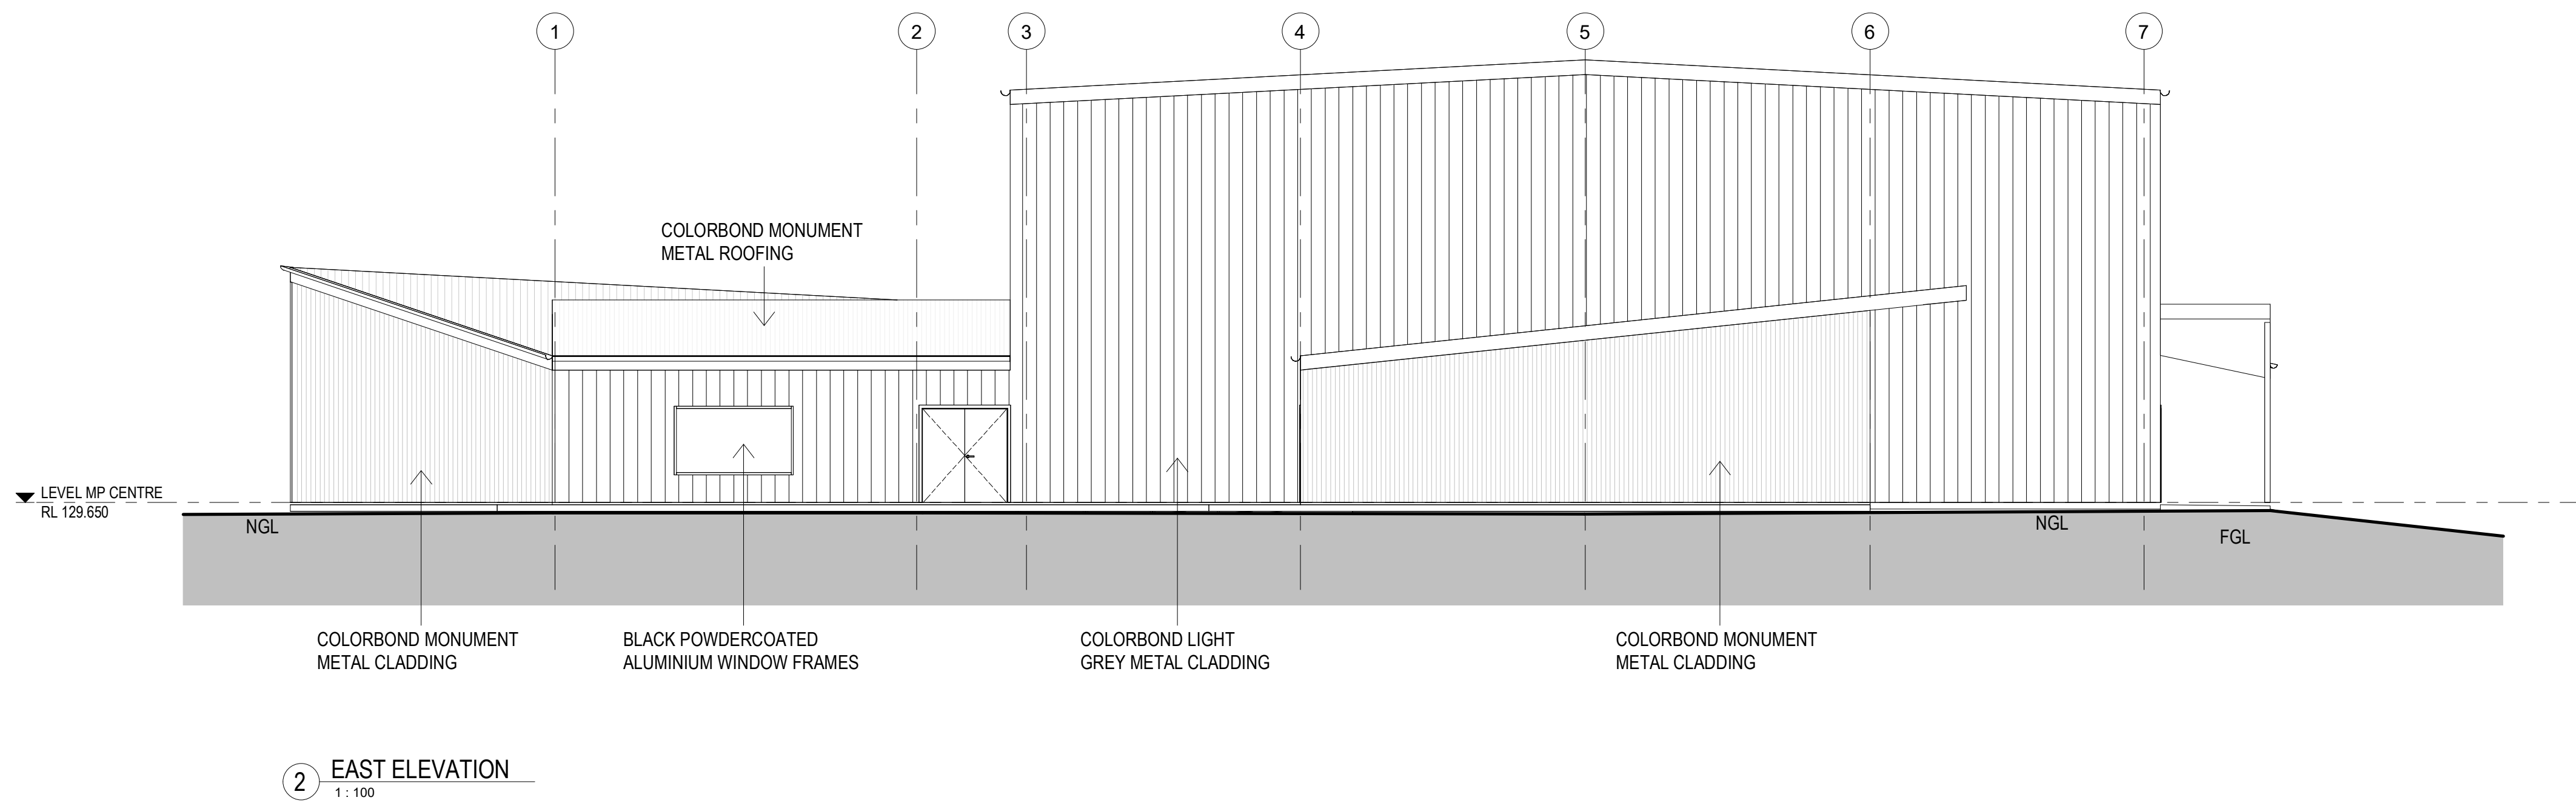 1
2
3
4
5
6
7
COLORBOND MONUMENT
METAL ROOFING
LEVEL MP CENTRE
RL 129.650
NGL
NGL
FGL
COLORBOND MONUMENT
METAL CLADDING
BLACK POWDERCOATED
ALUMINIUM WINDOW FRAMES
COLORBOND LIGHT
GREY METAL CLADDING
COLORBOND MONUMENT
METAL CLADDING
2
EAST ELEVATION
1 : 100